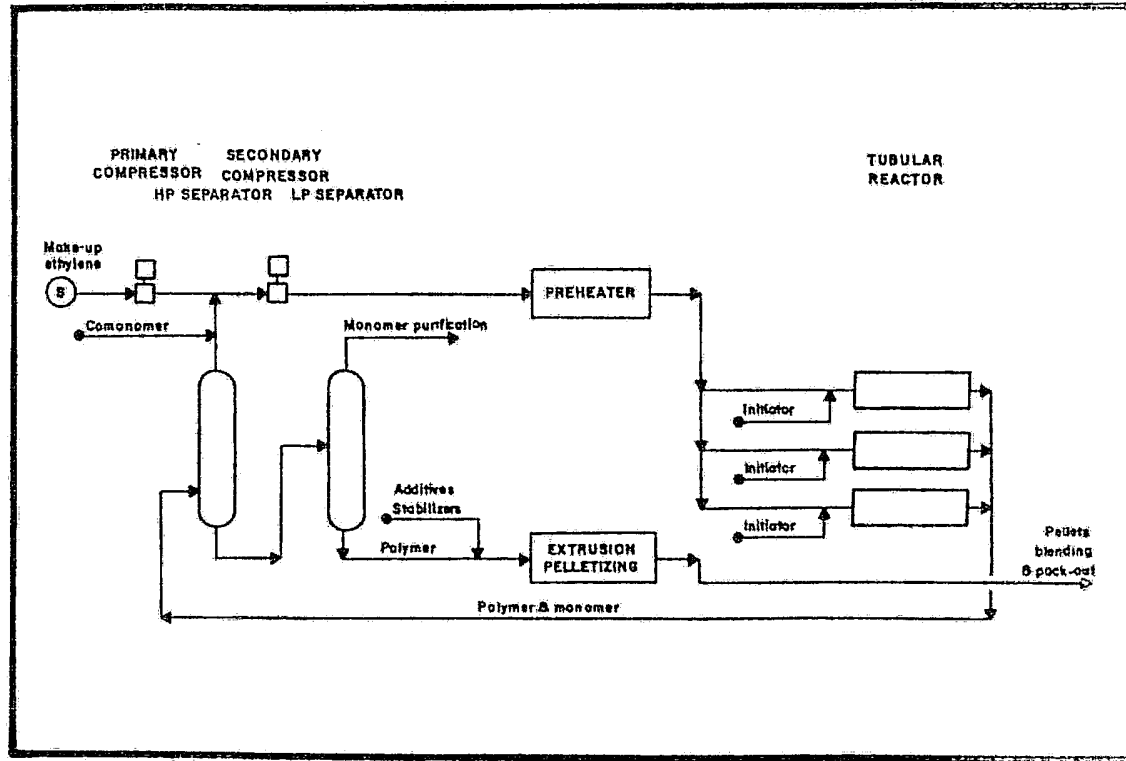 PRIMARY
COMPRESSOR
SECONDARY
COMPRESSOR
HP SEPARATOR
LP SEPARATOR
TUBULAR
REACTOR
Make-up
ethylene
S
PREHEATER
Comonomer
Monomer purification
Initiator
Initiator
Initiator
Additives
Stabilizers
Polymer
EXTRUSION
PELLETIZING
Pellets
blending
& pack-out
Polymer & monomer